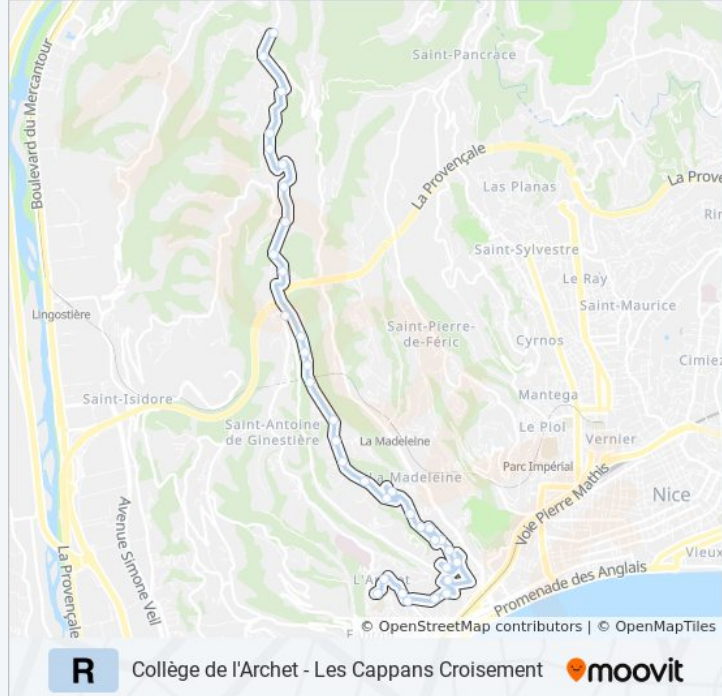 Boulevard du Mercantour
Saint-Pancrace
La Provençale
Las Planas
La Prove
Rim
Saint-Sylvestre
Le Ray
Saint-Maurice
Lingostière
Saint-Pierre-
de-Féric
Cyrnos
Cimiez
Saint-Isidore
Mantega
Saint-Antoine
de Ginestière
La Madeleine
Le Piol
Vernier
La Madeleine
Parc Impérial
Voie Pierre Mathis
Nice
Avenue Simone Veil
La Provençale
Promenade des Anglais
Vieux
© OpenStreetMap contributors | © OpenMapTiles
R
Collège de l'Archet - Les Cappans Croisement
moovit